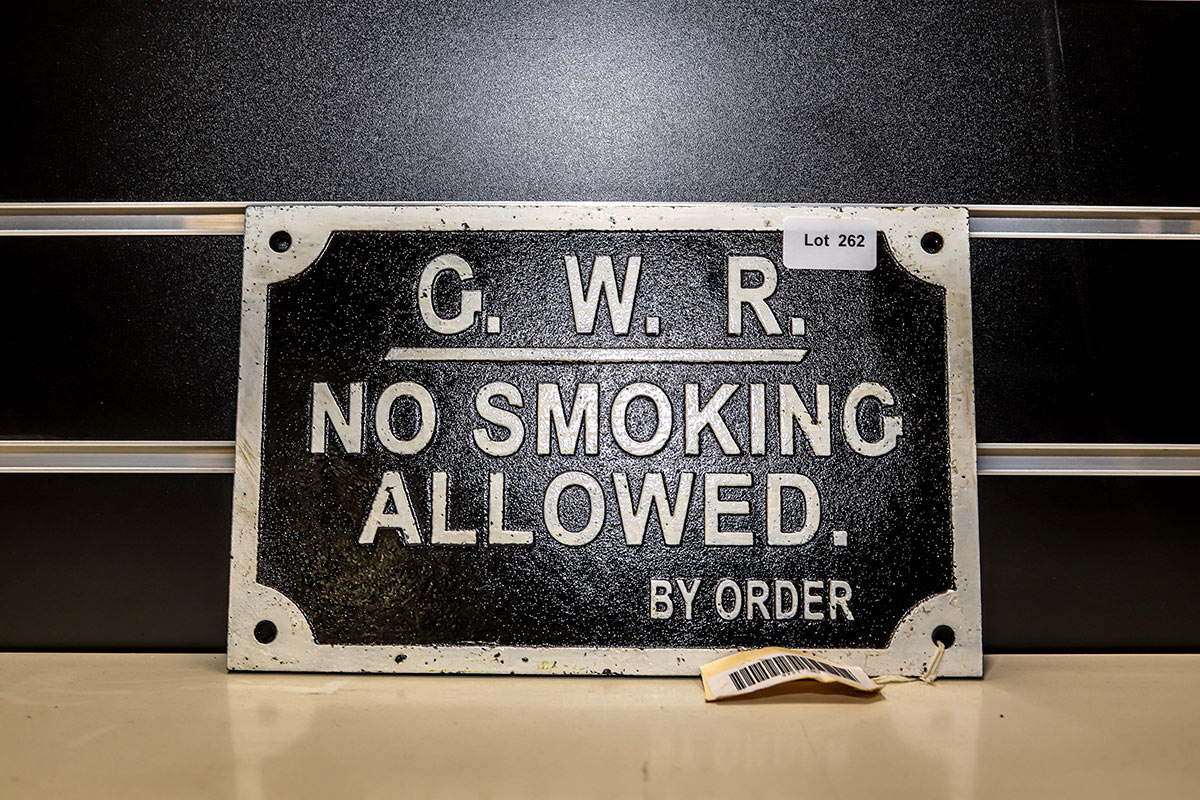 Lot 262
G. W. R.
NO SMOKING
ALLOWED.
BY ORDER